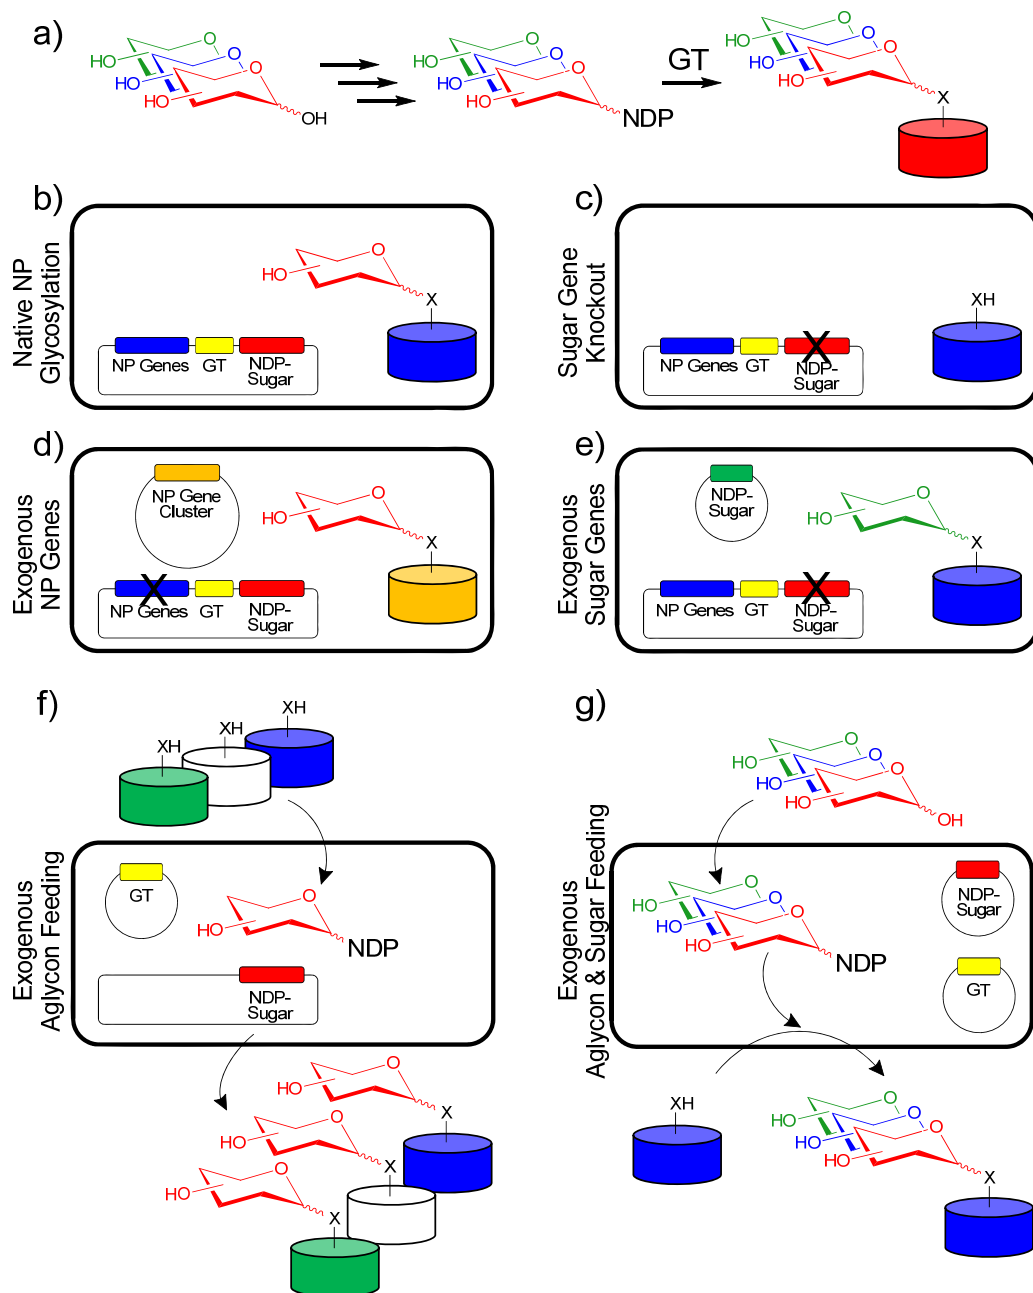 a)
HO
HO
HO
O
O
O
OH
HO
HO
HO
O
O
O
NDP
GT
HO
HO
HO
O
O
O
X
b)
Native NP
Glycosylation
HO
O
X
NP Genes
GT
NDP-
Sugar
c)
Sugar Gene
Knockout
XH
NP Genes
GT
NDP-
Sugar
d)
Exogenous
NP Genes
NP Gene
Cluster
HO
O
X
NP Genes
GT
NDP-
Sugar
e)
Exogenous
Sugar Genes
NDP-
Sugar
HO
O
X
NP Genes
GT
NDP-
Sugar
f)
XH
XH
XH
Exogenous
Aglycon Feeding
GT
HO
O
NDP
NDP-
Sugar
HO
O
X
HO
O
X
HO
O
X
g)
HO
HO
HO
O
O
O
OH
Exogenous
Aglycon & Sugar Feeding
HO
HO
HO
O
O
O
NDP
NDP-
Sugar
GT
XH
HO
HO
HO
O
O
O
X